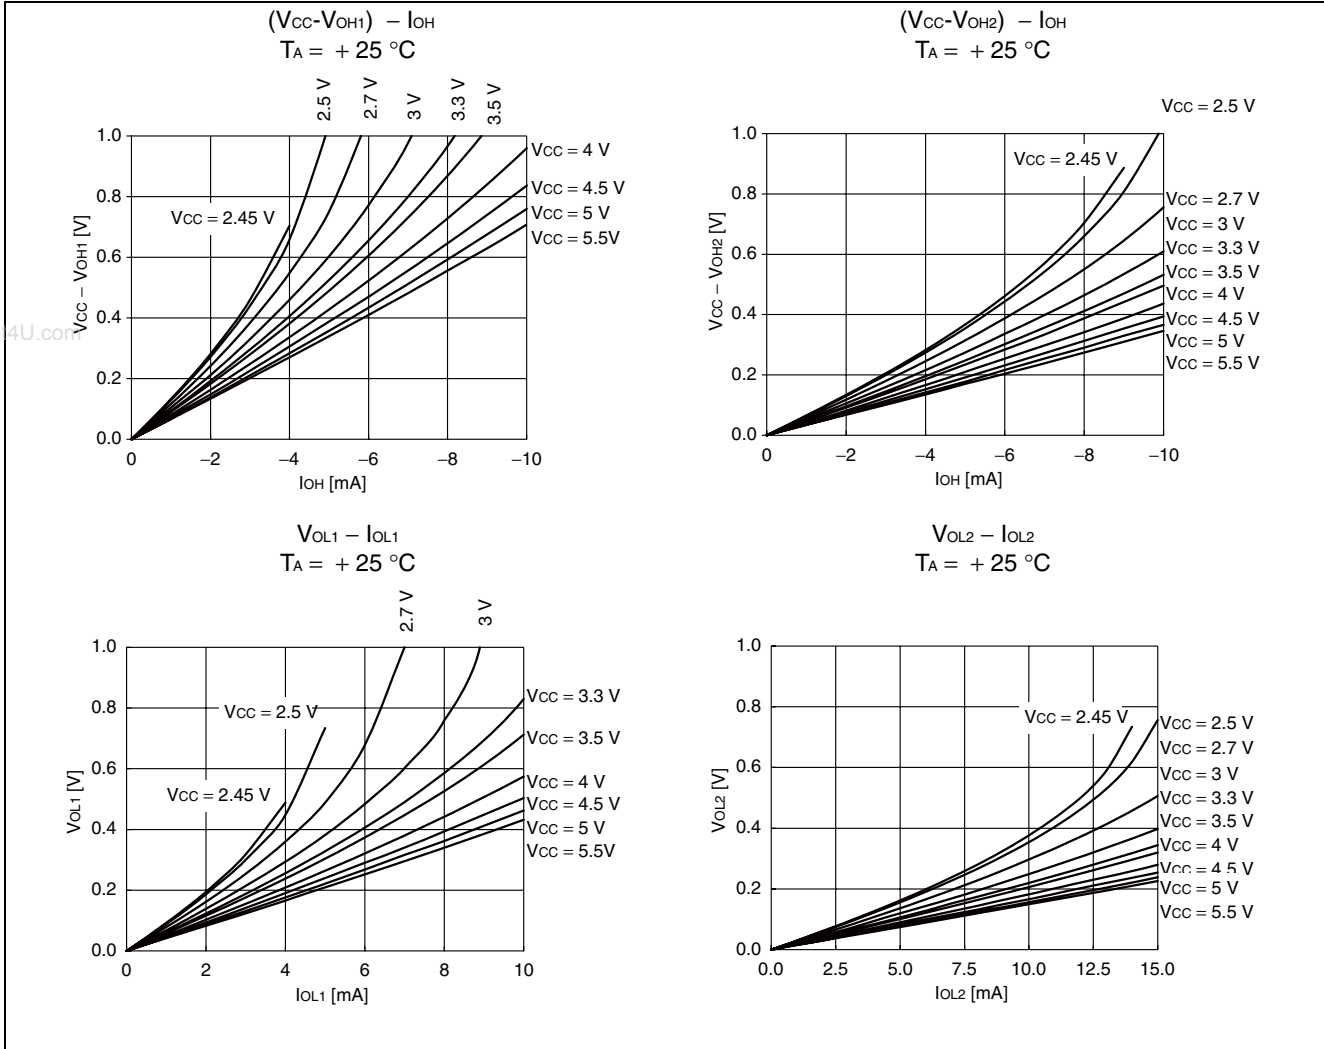 (VCC-VOH1) – IOH
TA = + 25 °C
2.5 V
2.7 V
3 V
3.3 V
3.5 V
1.0
0.8
0.6
0.4
0.2
0.0
VCC – VOH1 [V]
VCC = 2.45 V
VCC = 4 V
VCC = 4.5 V
VCC = 5 V
VCC = 5.5V
0 –2 –4 –6 –8 –10
IOH [mA]
4U.com
(VCC-VOH2) – IOH
TA = + 25 °C
VCC = 2.5 V
1.0
0.8
0.6
0.4
0.2
0.0
VCC – VOH2 [V]
VCC = 2.45 V
VCC = 2.7 V
VCC = 3 V
VCC = 3.3 V
VCC = 3.5 V
VCC = 4 V
VCC = 4.5 V
VCC = 5 V
VCC = 5.5 V
0 –2 –4 –6 –8 –10
IOH [mA]
VOL1 – IOL1
TA = + 25 °C
2.7 V
3 V
1.0
0.8
0.6
0.4
0.2
0.0
VOL1 [V]
VCC = 2.5 V
VCC = 2.45 V
VCC = 3.3 V
VCC = 3.5 V
VCC = 4 V
VCC = 4.5 V
VCC = 5 V
VCC = 5.5V
0 2 4 6 8 10
IOL1 [mA]
VOL2 – IOL2
TA = + 25 °C
1.0
0.8
0.6
0.4
0.2
0.0
VOL2 [V]
VCC = 2.45 V
VCC = 2.5 V
VCC = 2.7 V
VCC = 3 V
VCC = 3.3 V
VCC = 3.5 V
VCC = 4 V
VCC = 4.5 V
VCC = 5 V
VCC = 5.5 V
0.0 2.5 5.0 7.5 10.0 12.5 15.0
IOL2 [mA]